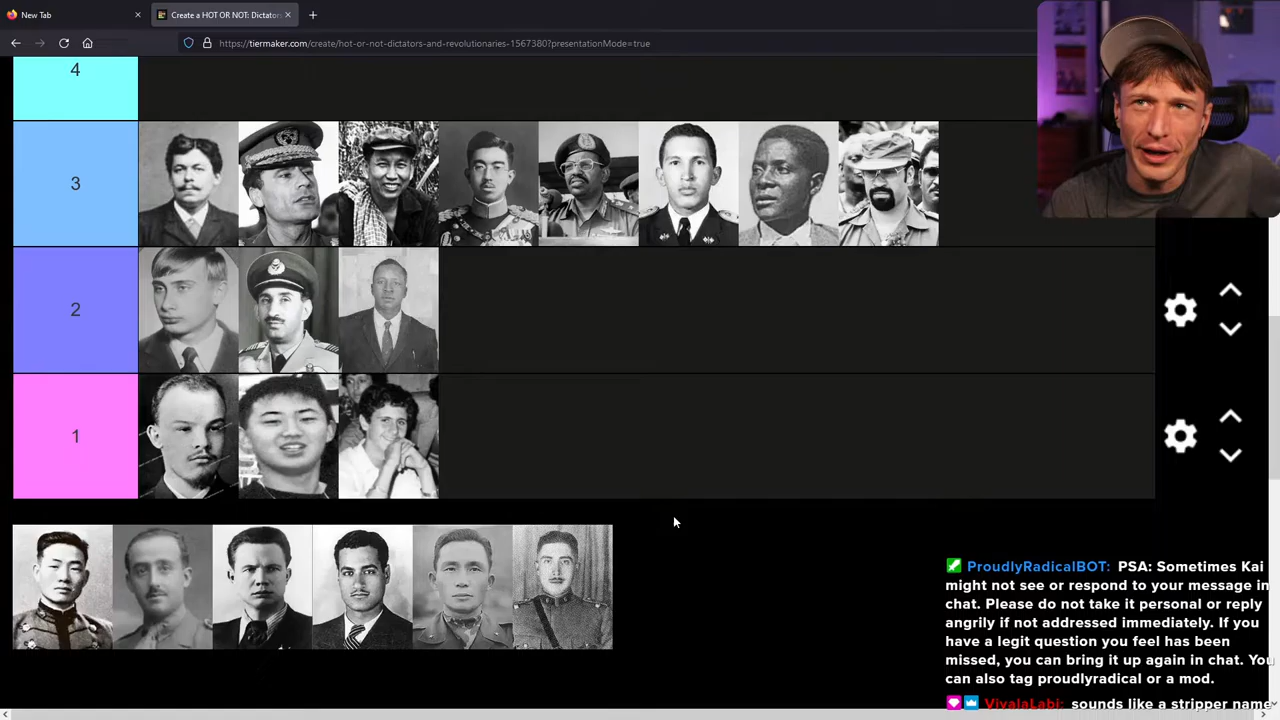 New Tab
Create a HOT OR NOT: Dictators
https://tiermaker.com/create/hot-or-not-dictators-and-revolutionaries-1567380?presentationMode=true
4
3
2
1
ProudlyRadicalBOT: PSA: Sometimes Kai
might not see or respond to your message in
chat. Please do not take it personal or reply
angrily if not addressed immediately. If you
have a legit question you feel has been
missed, you can bring it up again in chat. You
can also tag proudlyradical or a mod.
VivalaLabi: sounds like a stripper name